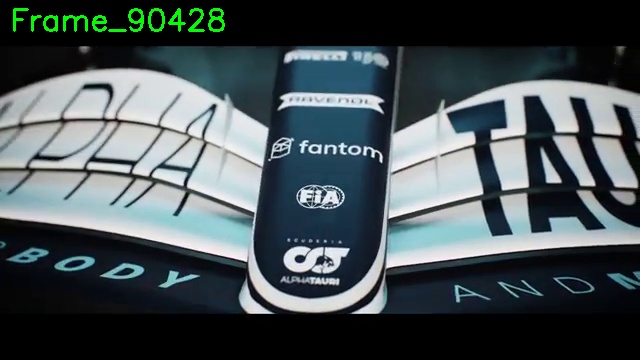 Frame_90428
PIRELLI
RAVENOL
fantom
FIA
SCUDERIA
AT
ALPHATAURI
ALPHA
TAU
BODY
AND